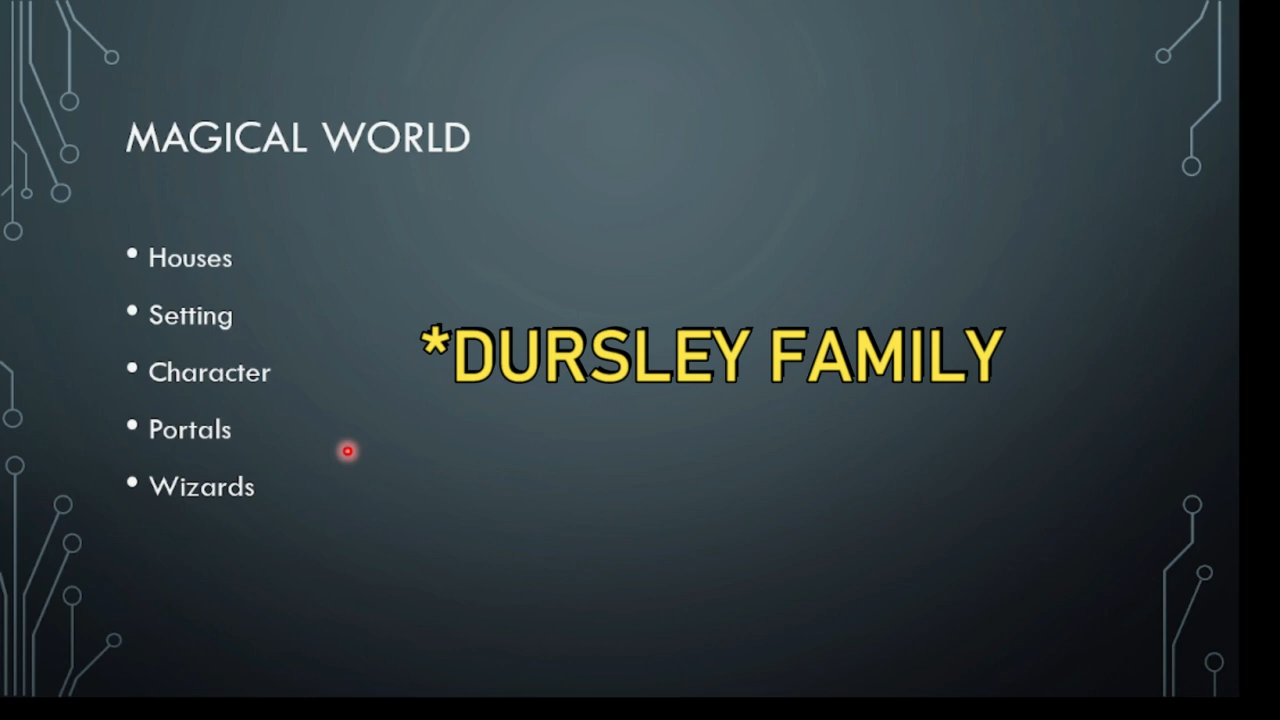 MAGICAL WORLD
• Houses
• Setting
• Character
• Portals
• Wizards
*DURSLEY FAMILY